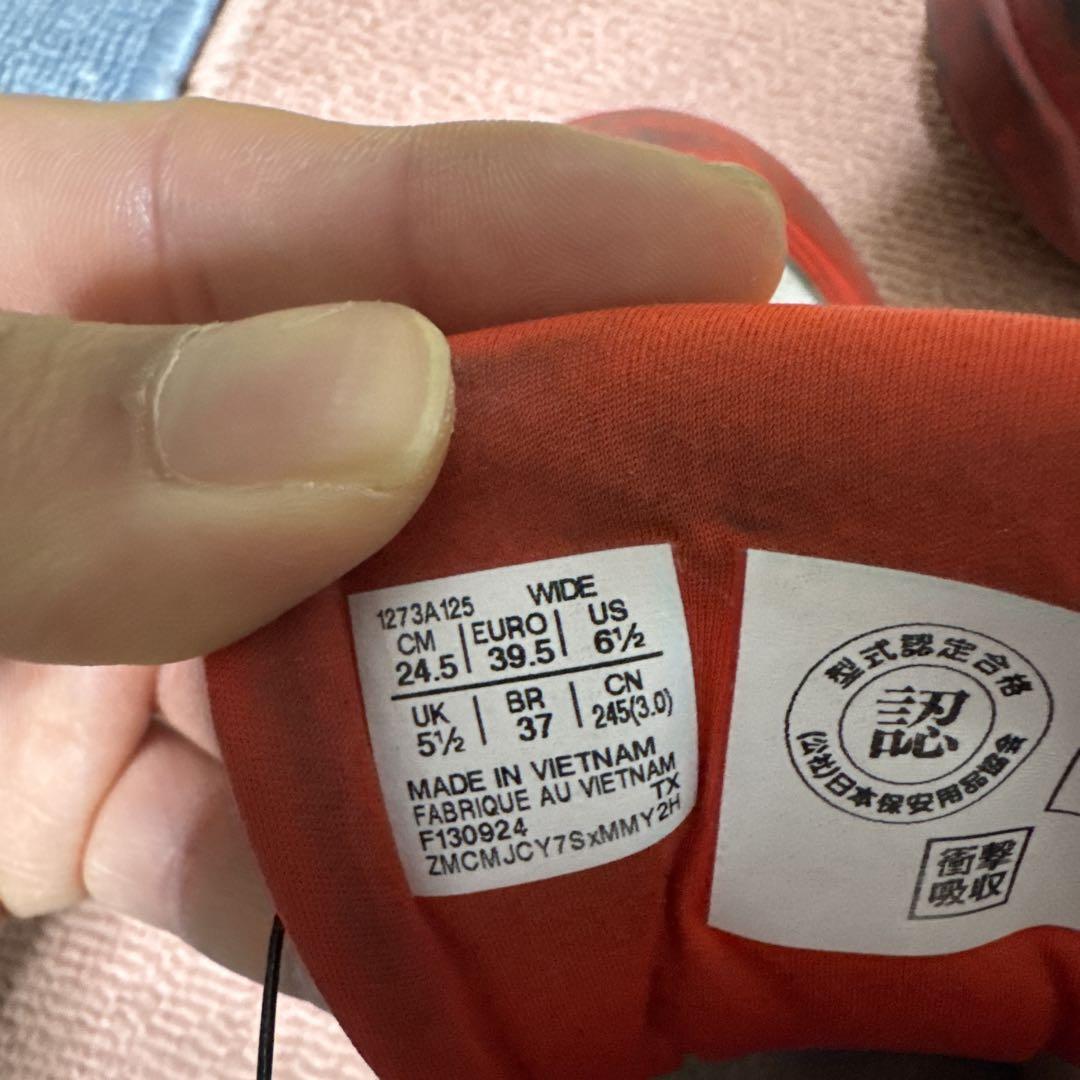 1273A125 WIDE
CM EURO US
24.5 39.5 6½
UK BR CN
5½ 37 245(3.0)
MADE IN VIETNAM
FABRIQUE AU VIETNAM
F130924 TX
ZMCMJCY7SxMMY2H
型式認定合格
認
(公社)日本保安用品協会
衝撃
吸収